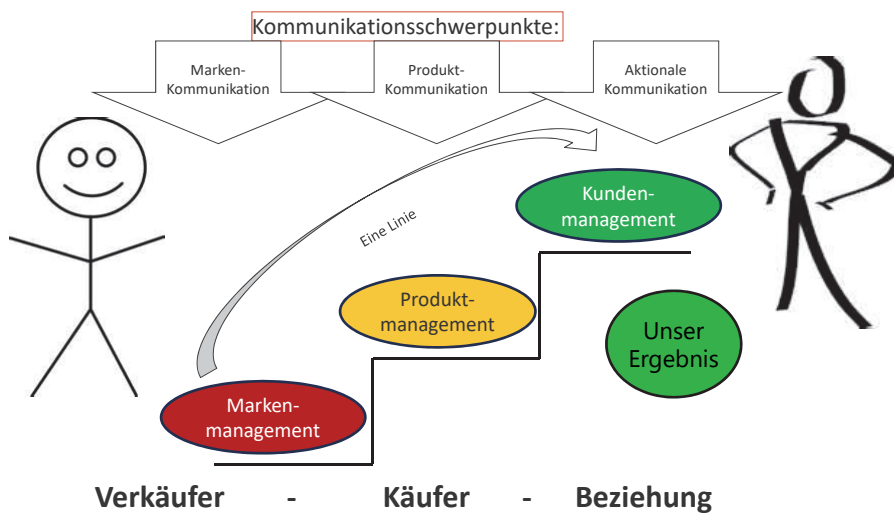 Kommunikationsschwerpunkte:
Marken-
Kommunikation
Produkt-
Kommunikation
Aktionale
Kommunikation
Kunden-
management
Eine Linie
Produkt-
management
Unser
Ergebnis
Marken-
management
Verkäufer - Käufer - Beziehung